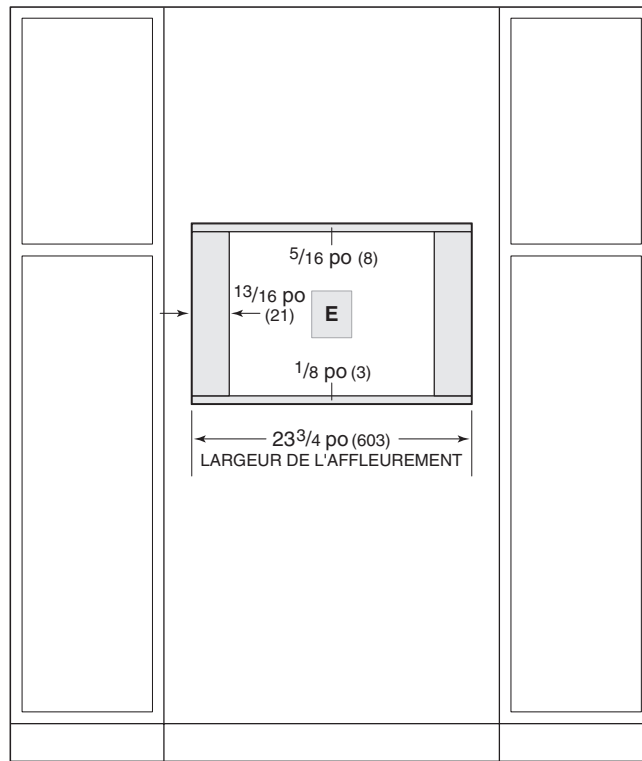 5/16 po (8)
13/16 po
(21)
E
1/8 po (3)
23 3/4 po (603)
LARGEUR DE L'AFFLEUREMENT